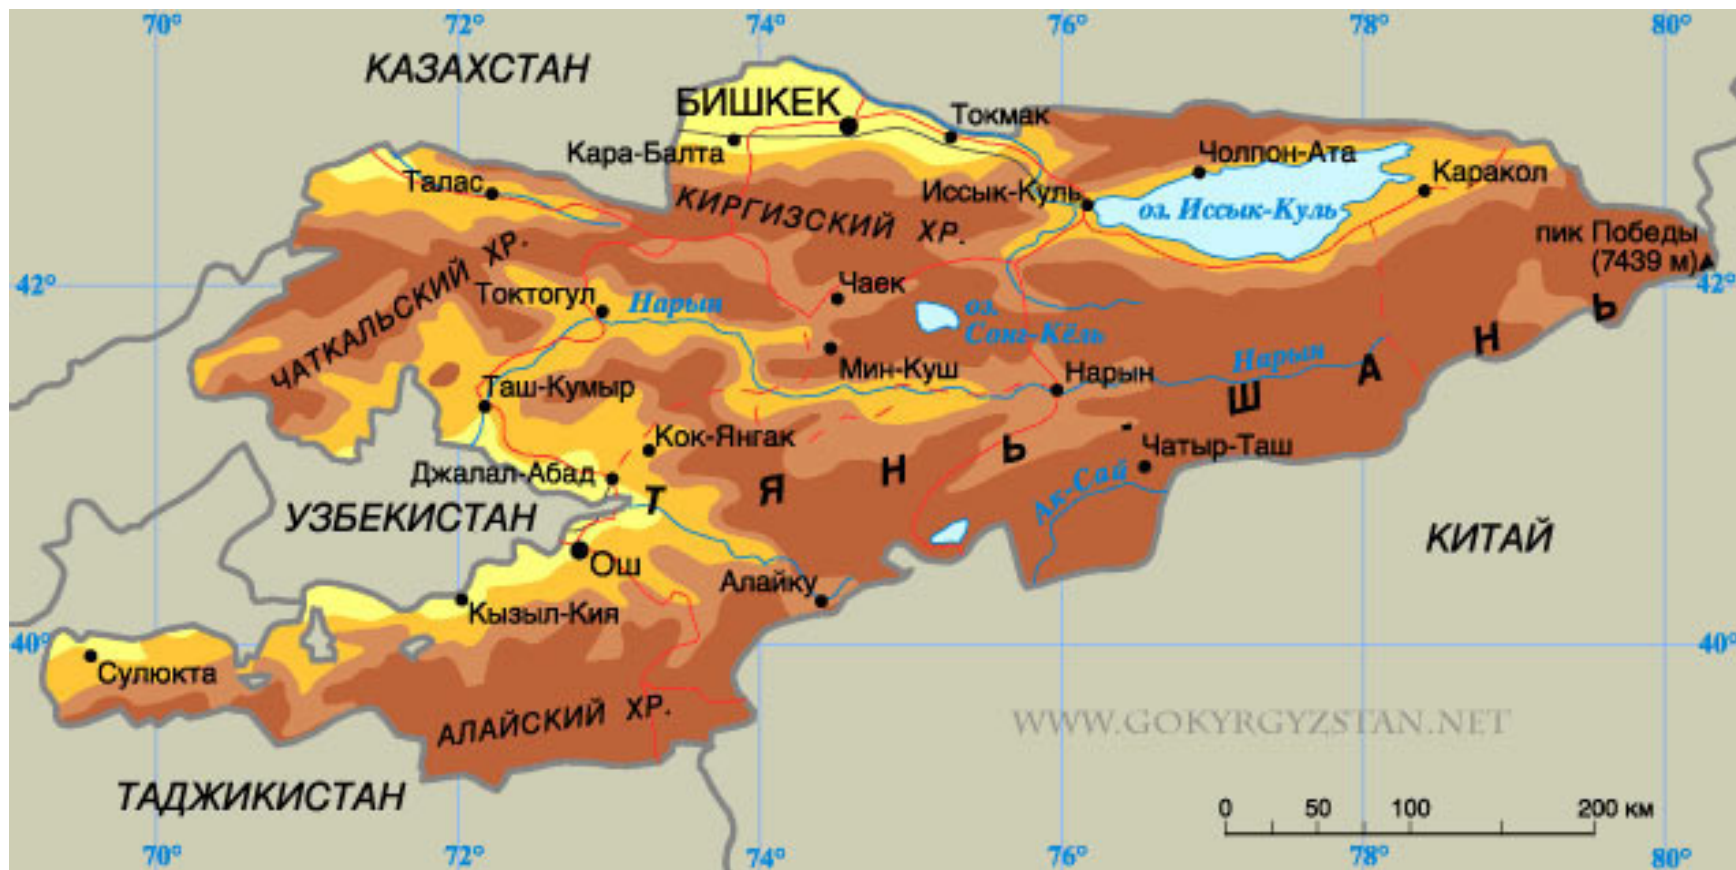 70° 72° 74° 76° 78° 80°
КАЗАХСТАН
БИШКЕК
Токмак
Кара-Балта
Чолпон-Ата
Талас
Иссык-Куль
Каракол
КИРГИЗСКИЙ ХР.
оз. Иссык-Куль
пик Победы
(7439 м)
ЧАТКАЛЬСКИЙ ХР.
42° 42°
Токтогул
Нарын
Чаек
оз.
Сонг-Кёль
Мин-Куш
Нарын
Нарын
Таш-Кумыр
Кок-Янгак
Чатыр-Таш
Джалал-Абад
ТЯНЬ-ШАНЬ
Ак-Сай
УЗБЕКИСТАН
КИТАЙ
Ош
Алайку
Кызыл-Кия
40° 40°
Сулюкта
АЛАЙСКИЙ ХР.
WWW.GOKYRGYZSTAN.NET
ТАДЖИКИСТАН
0 50 100 200 км
70° 72° 74° 76° 78° 80°